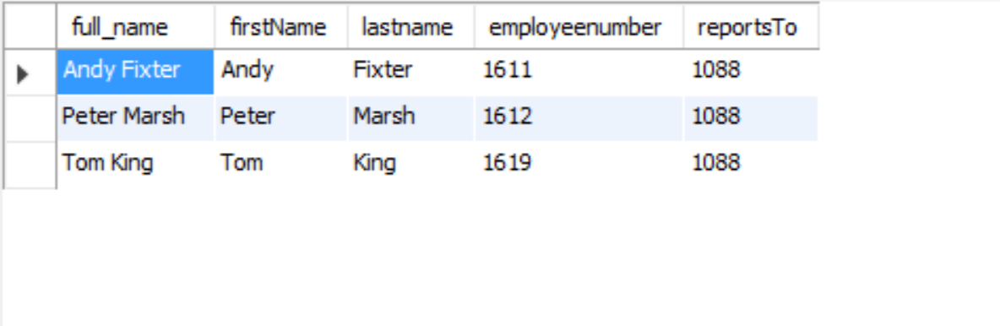 full_name firstName lastname employeenumber reportsTo
Andy Fixter Andy Fixter 1611 1088
Peter Marsh Peter Marsh 1612 1088
Tom King Tom King 1619 1088